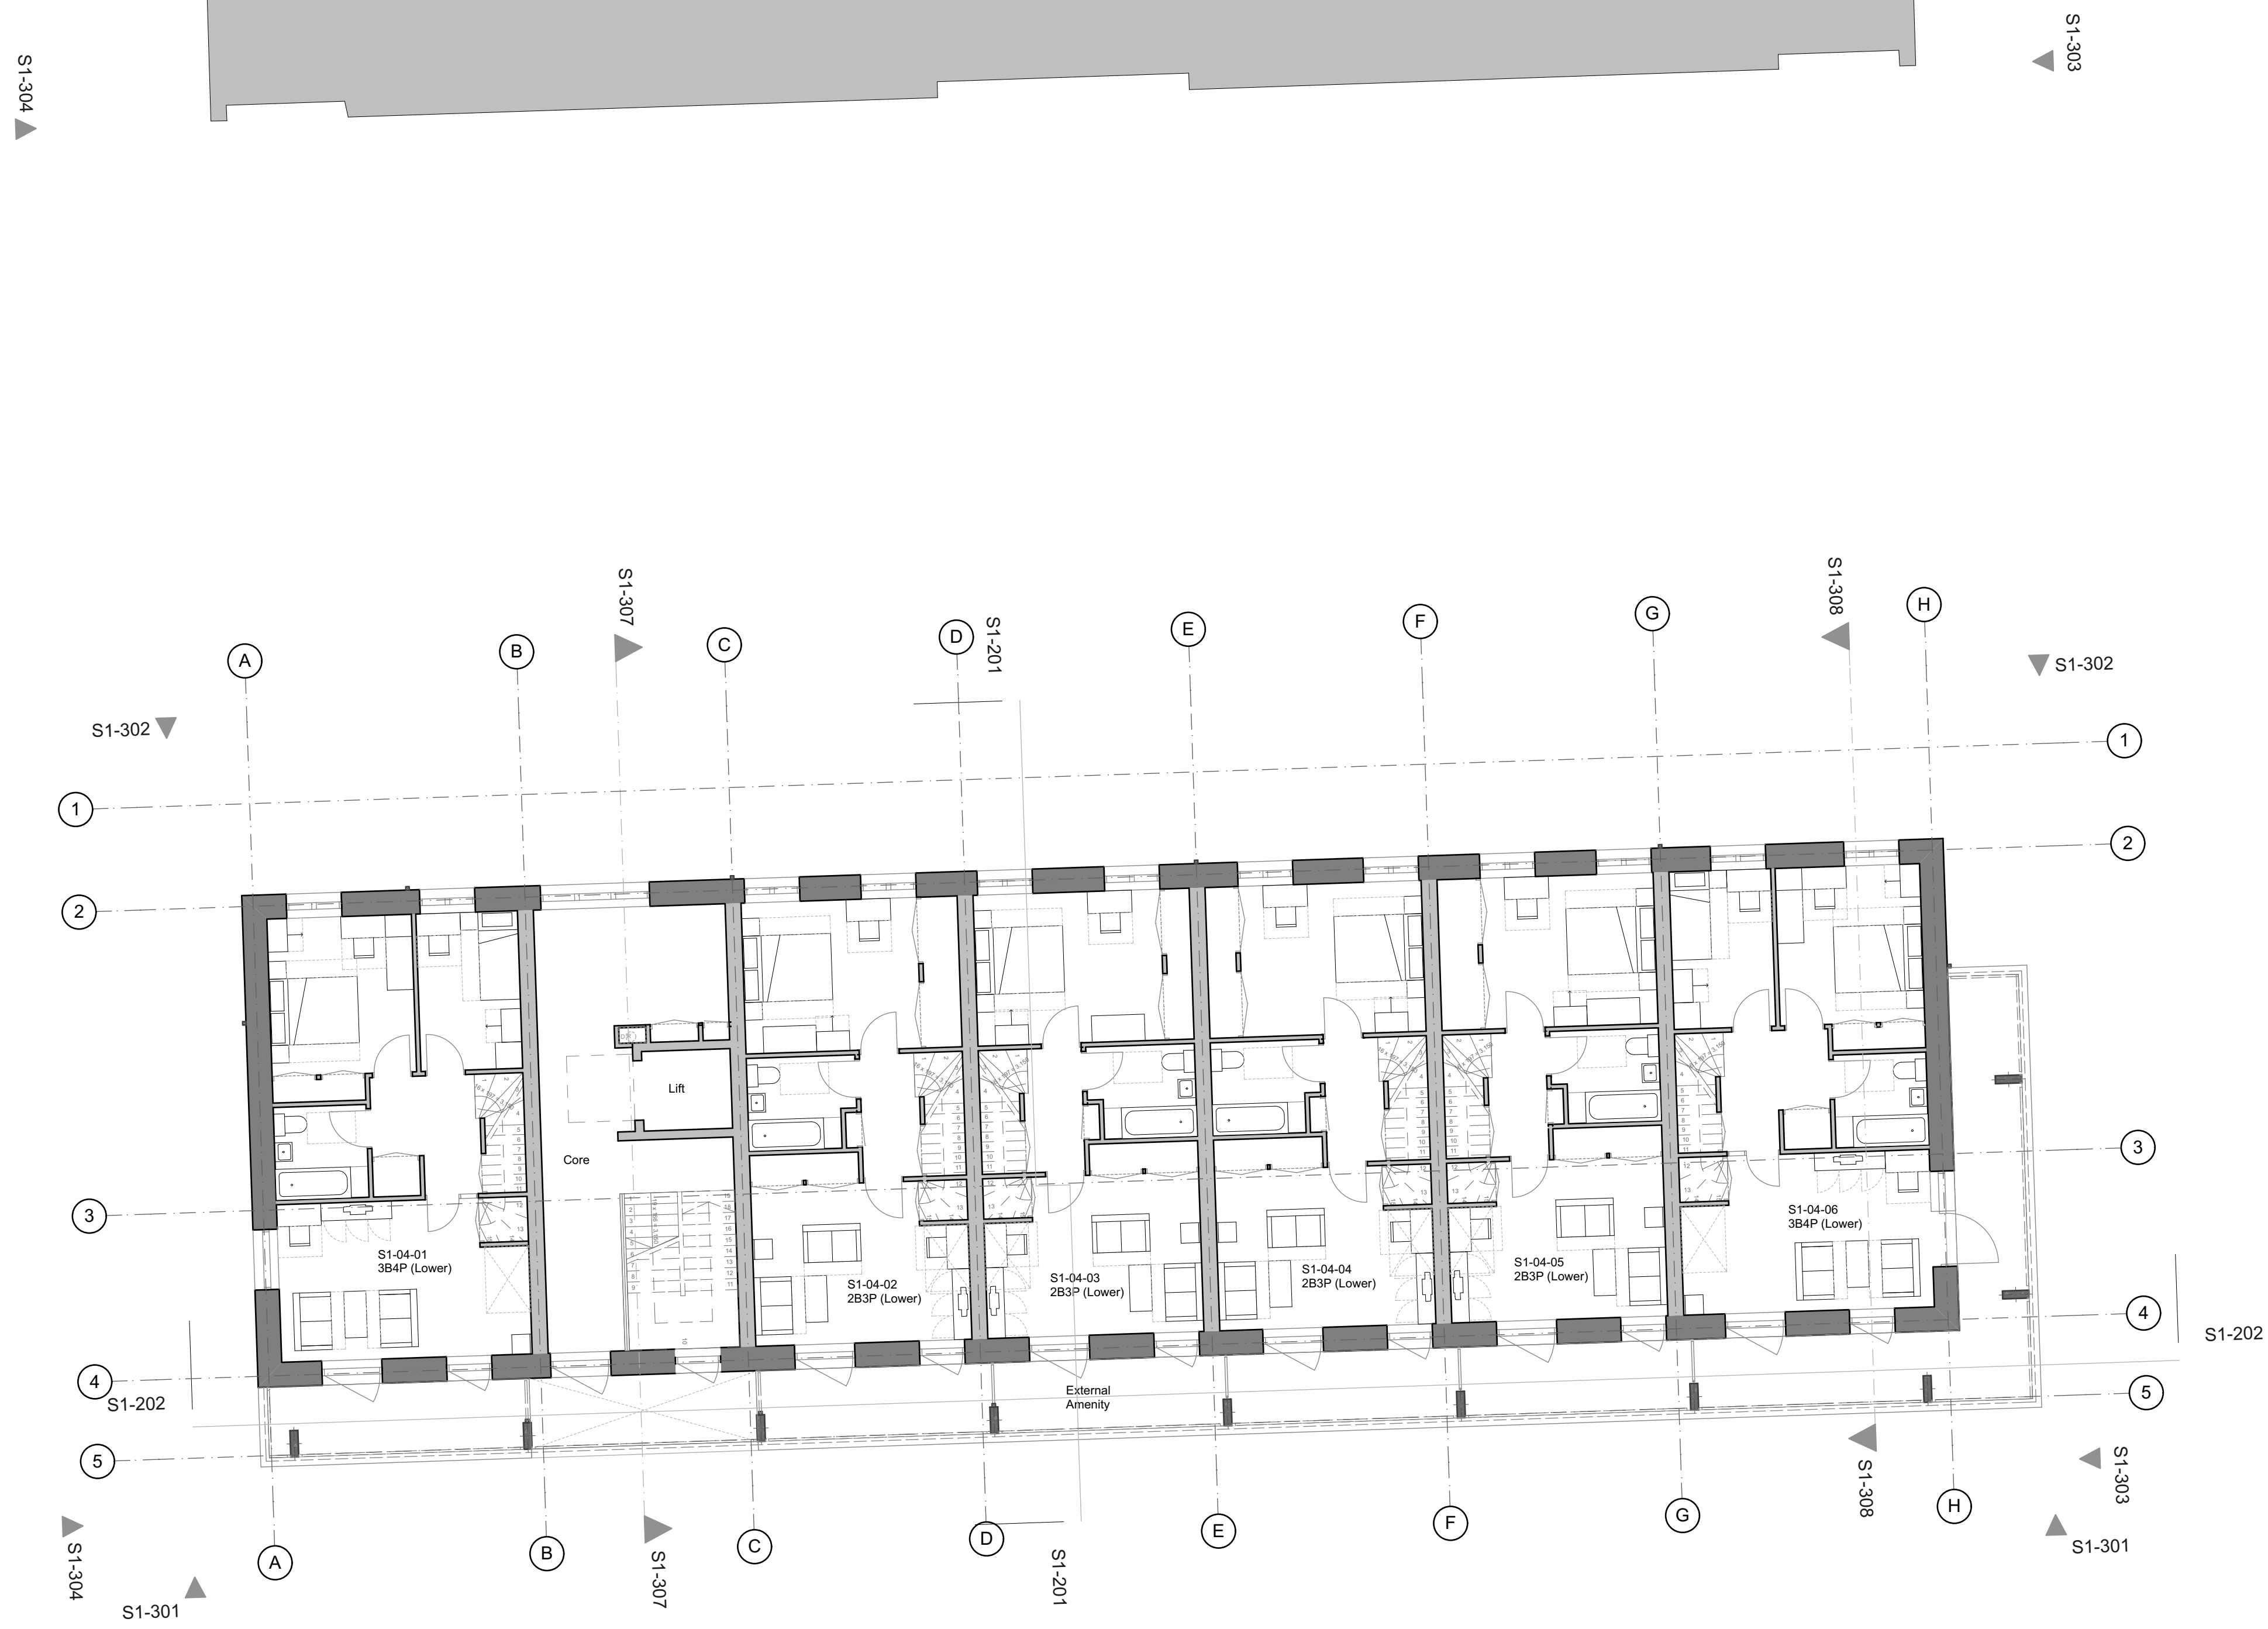 S1-304
S1-303
S1-307
S1-308
A
B
C
D
S1-201
E
F
G
H
S1-302
S1-302
1
1
2
2
3
3
4
4
5
5
Lift
Core
16 x 197 = 3,150
S1-04-01
3B4P (Lower)
S1-04-02
2B3P (Lower)
S1-04-03
2B3P (Lower)
S1-04-04
2B3P (Lower)
S1-04-05
2B3P (Lower)
S1-04-06
3B4P (Lower)
External
Amenity
S1-202
S1-202
S1-304
S1-301
A
B
S1-307
C
D
S1-201
E
F
G
S1-308
H
S1-303
S1-301